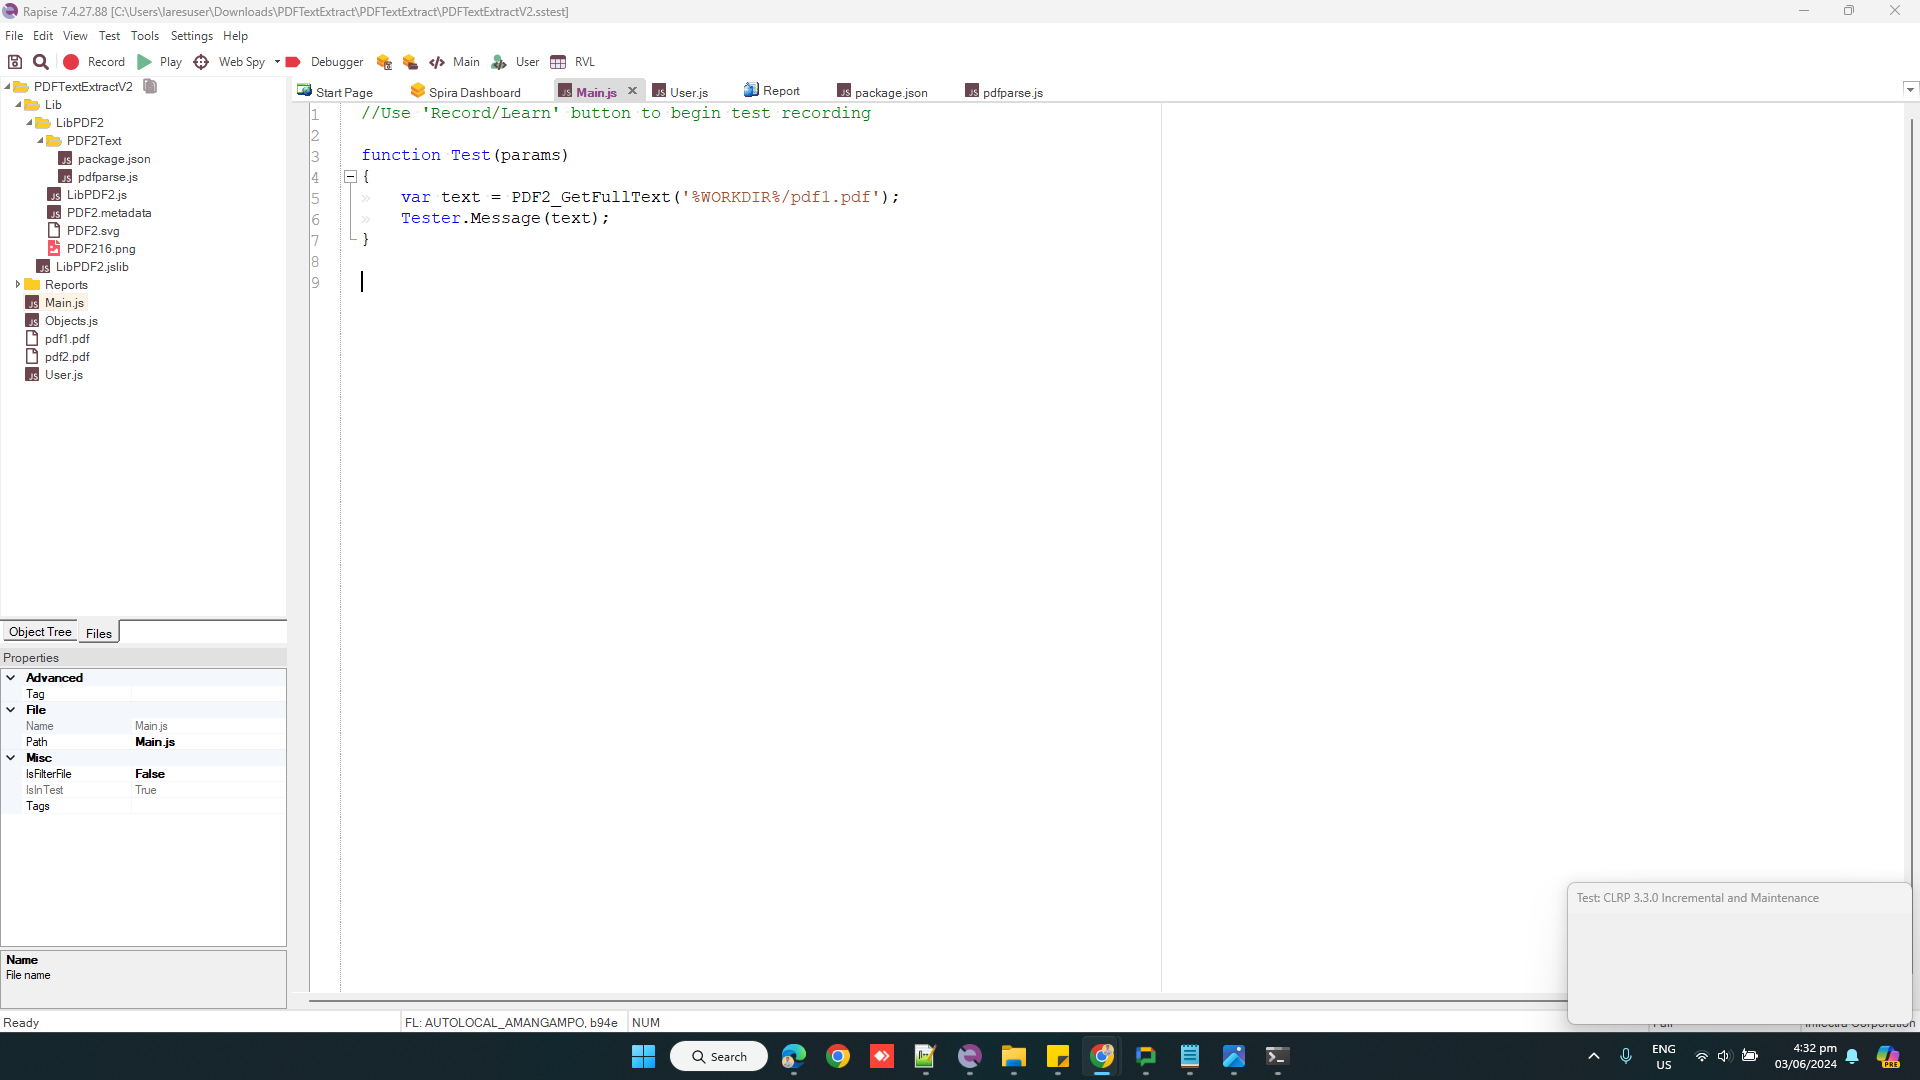 Rapise 7.4.27.88 [C:\Users\laresuser\Downloads\PDFTextExtract\PDFTextExtract\PDFTextExtractV2.sstest]
File Edit View Test Tools Settings Help
Record Play Web Spy Debugger Main User RVL
PDFTextExtractV2
Lib
LibPDF2
PDF2Text
package.json
pdfparse.js
LibPDF2.js
PDF2.metadata
PDF2.svg
PDF216.png
LibPDF2.jslib
Reports
Main.js
Objects.js
pdf1.pdf
pdf2.pdf
User.js
Object Tree Files
Start Page Spira Dashboard Main.js User.js Report package.json pdfparse.js
1 //Use 'Record/Learn' button to begin test recording
2
3 function Test(params)
4 {
5 var text = PDF2_GetFullText('%WORKDIR%/pdf1.pdf');
6 Tester.Message(text);
7 }
8
9
Properties
Advanced
Tag
File
Name Main.js
Path Main.js
Misc
IsFilterFile False
IsInTest True
Tags
Name
File name
Test: CLRP 3.3.0 Incremental and Maintenance
Ready FL: AUTOLOCAL_AMANGAMPO, b94e NUM
Search
ENG
US
4:32 pm
03/06/2024
PRE